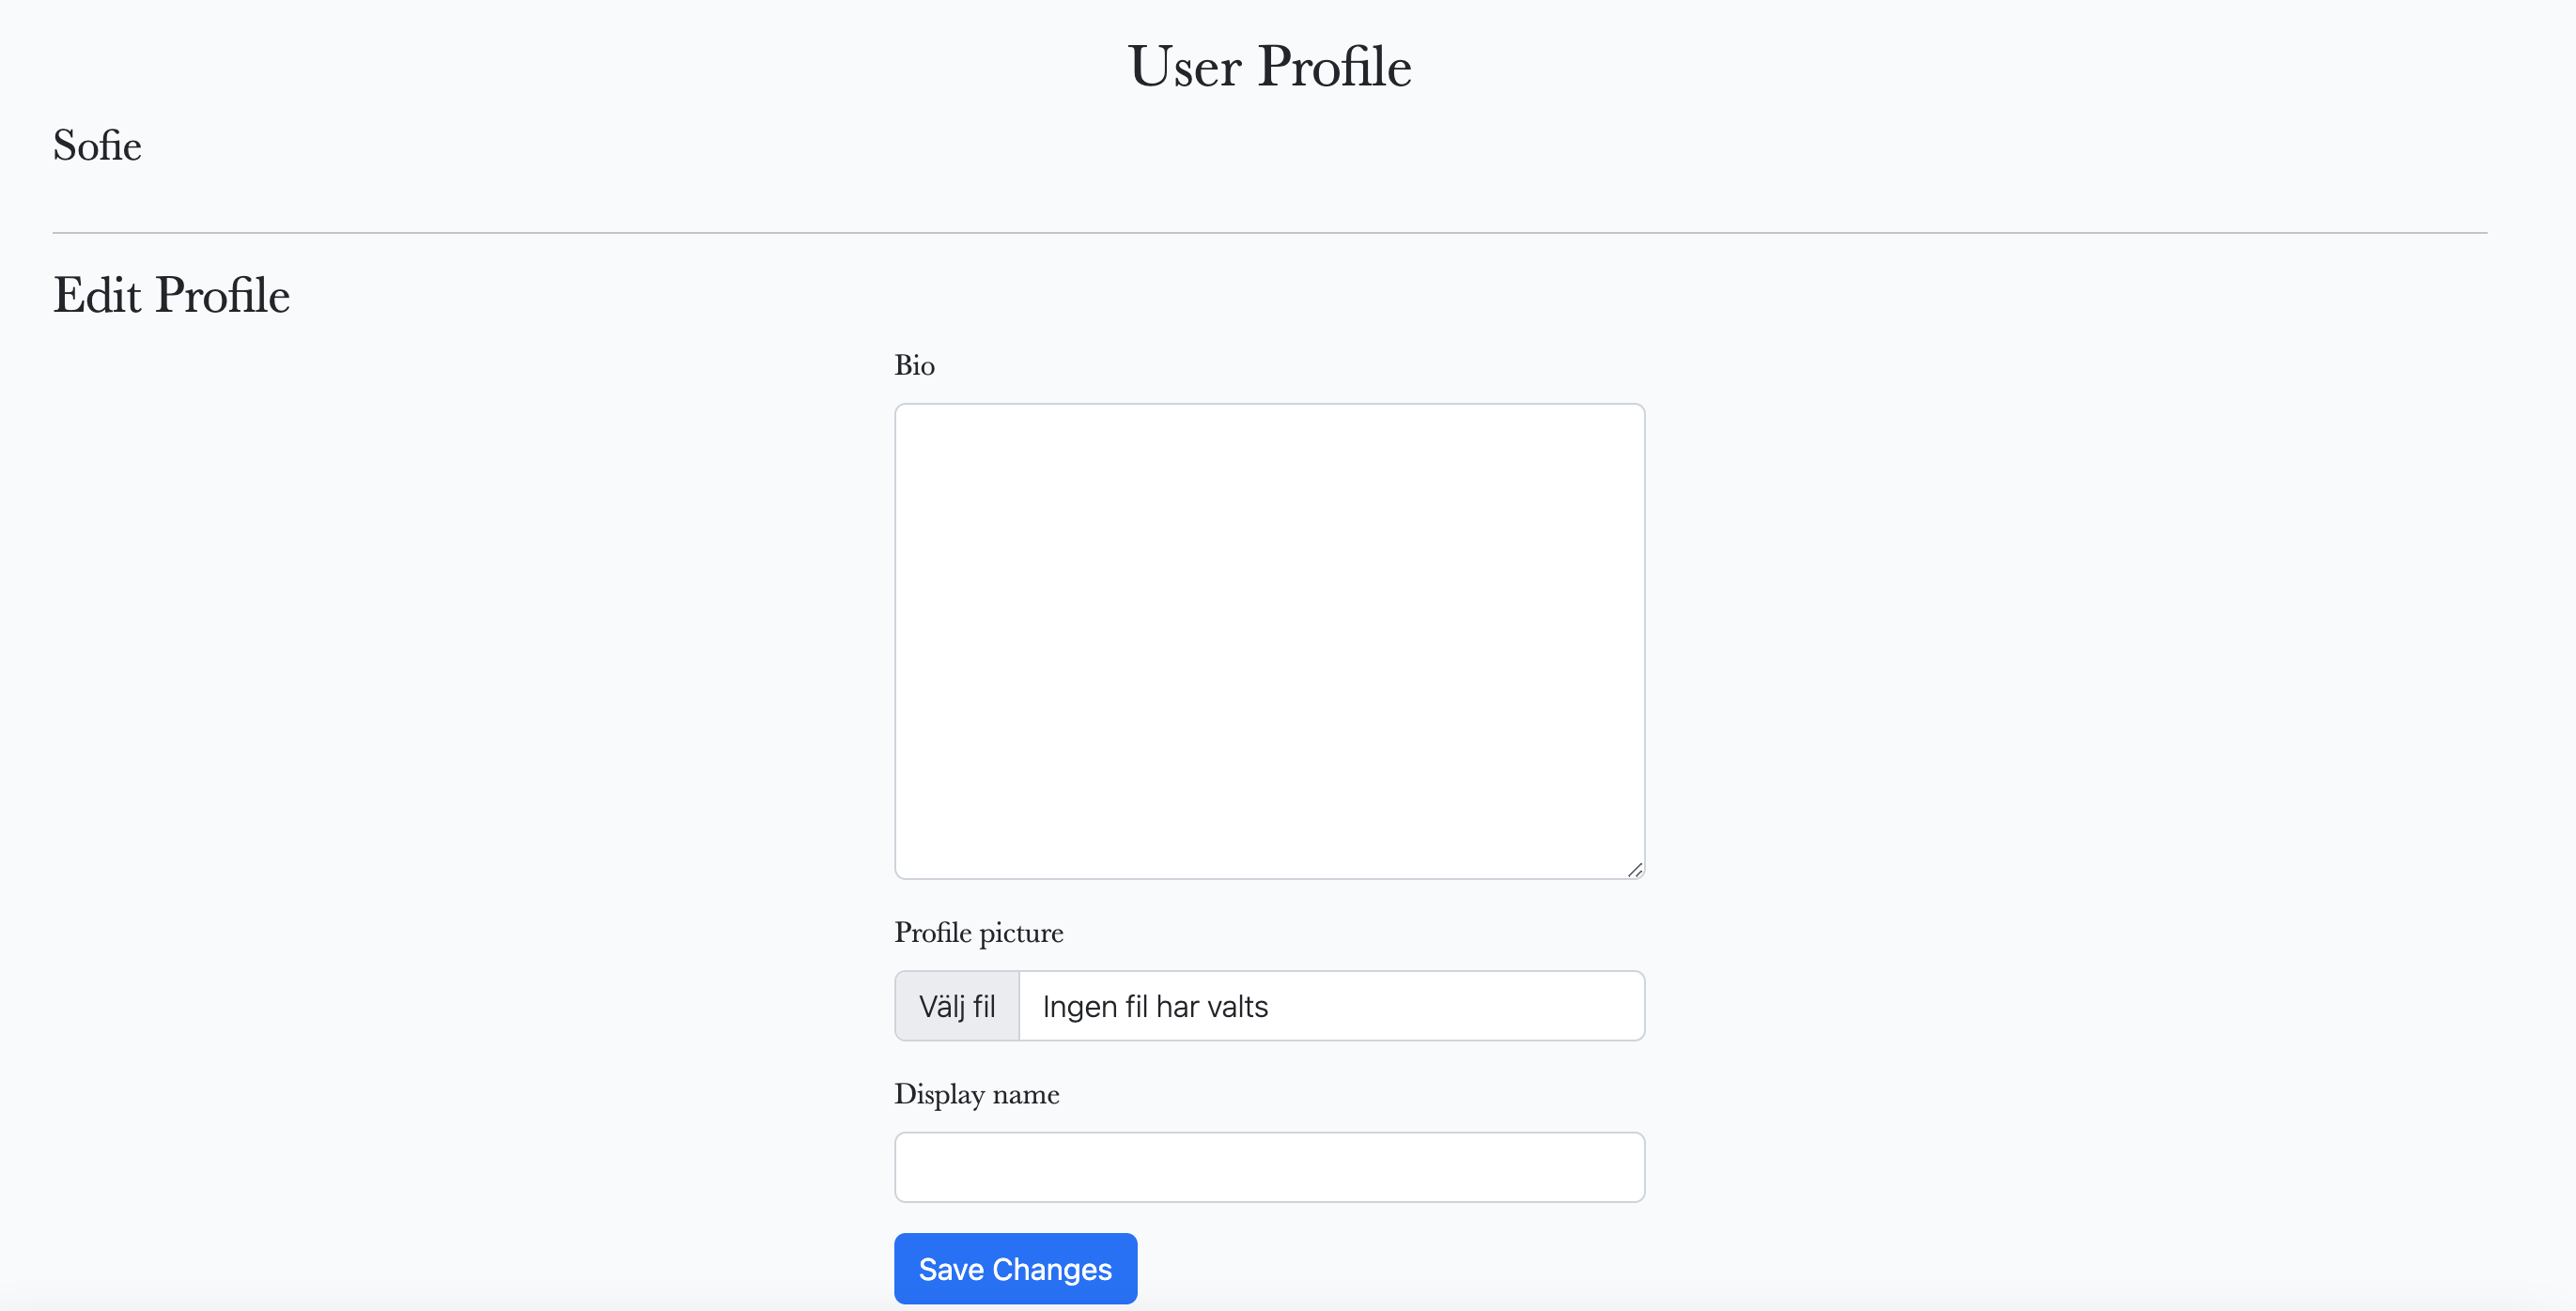 User Profile
Sofie
Edit Profile
Bio
Profile picture
Välj fil Ingen fil har valts
Display name
Save Changes